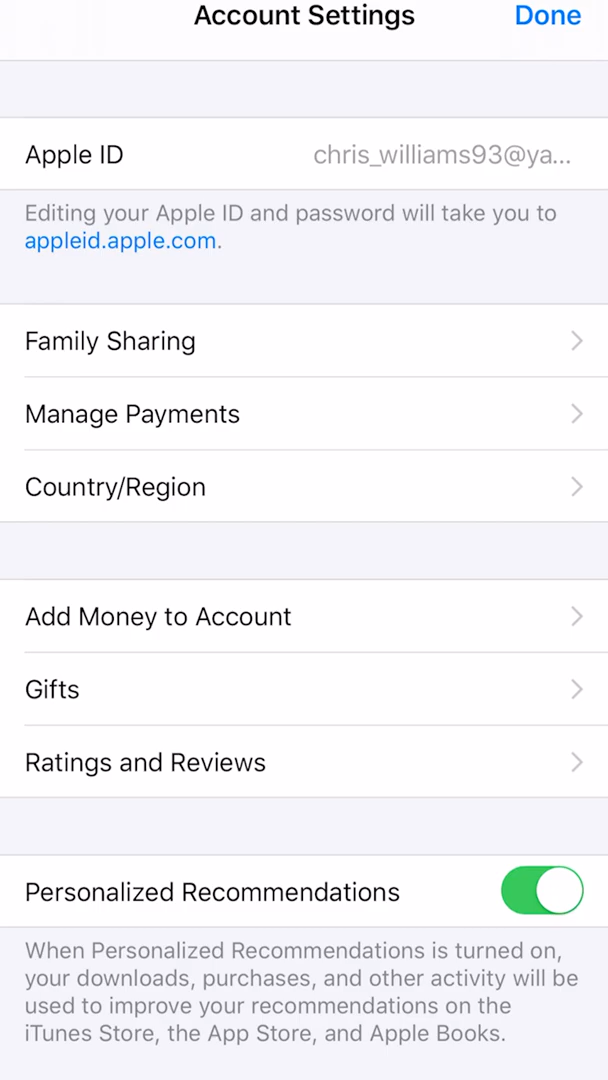 Account Settings Done
Apple ID chris_williams93@ya...
Editing your Apple ID and password will take you to
appleid.apple.com.
Family Sharing
Manage Payments
Country/Region
Add Money to Account
Gifts
Ratings and Reviews
Personalized Recommendations
When Personalized Recommendations is turned on,
your downloads, purchases, and other activity will be
used to improve your recommendations on the
iTunes Store, the App Store, and Apple Books.